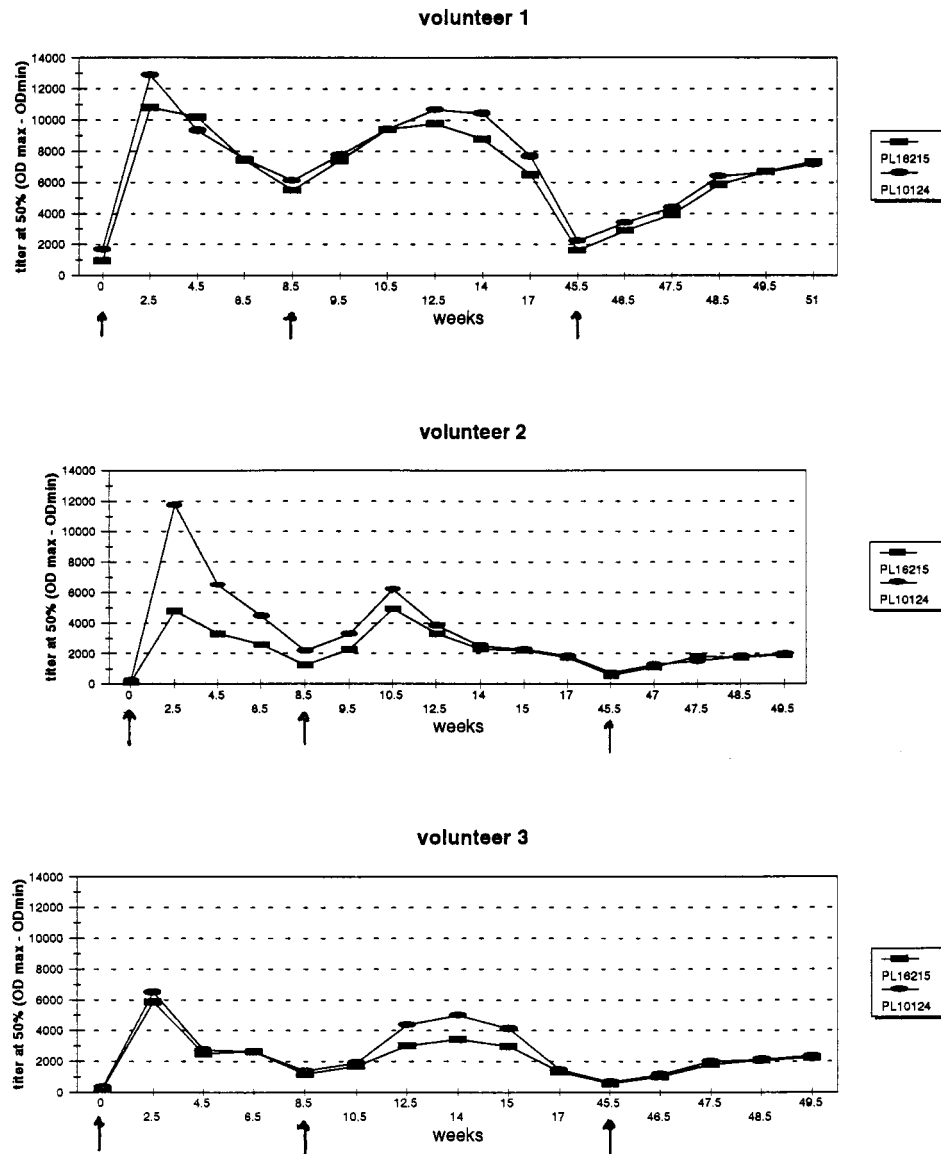 volunteer 1
titer at 50% (OD max - ODmin)
14000
12000
10000
8000
6000
4000
2000
0
0 4.5 8.5 10.5 14 45.5 47.5 49.5
2.5 6.5 9.5 12.5 17 46.5 48.5 51
weeks
PL16215
PL10124
volunteer 2
titer at 50% (OD max - ODmin)
14000
12000
10000
8000
6000
4000
2000
0
0 4.5 8.5 10.5 14 17 47 48.5
2.5 6.5 9.5 12.5 15 45.5 47.5 49.5
weeks
PL16215
PL10124
volunteer 3
titer at 50% (OD max - ODmin)
14000
12000
10000
8000
6000
4000
2000
0
0 4.5 8.5 12.5 15 45.5 47.5 49.5
2.5 6.5 10.5 14 17 46.5 48.5
weeks
PL16215
PL10124